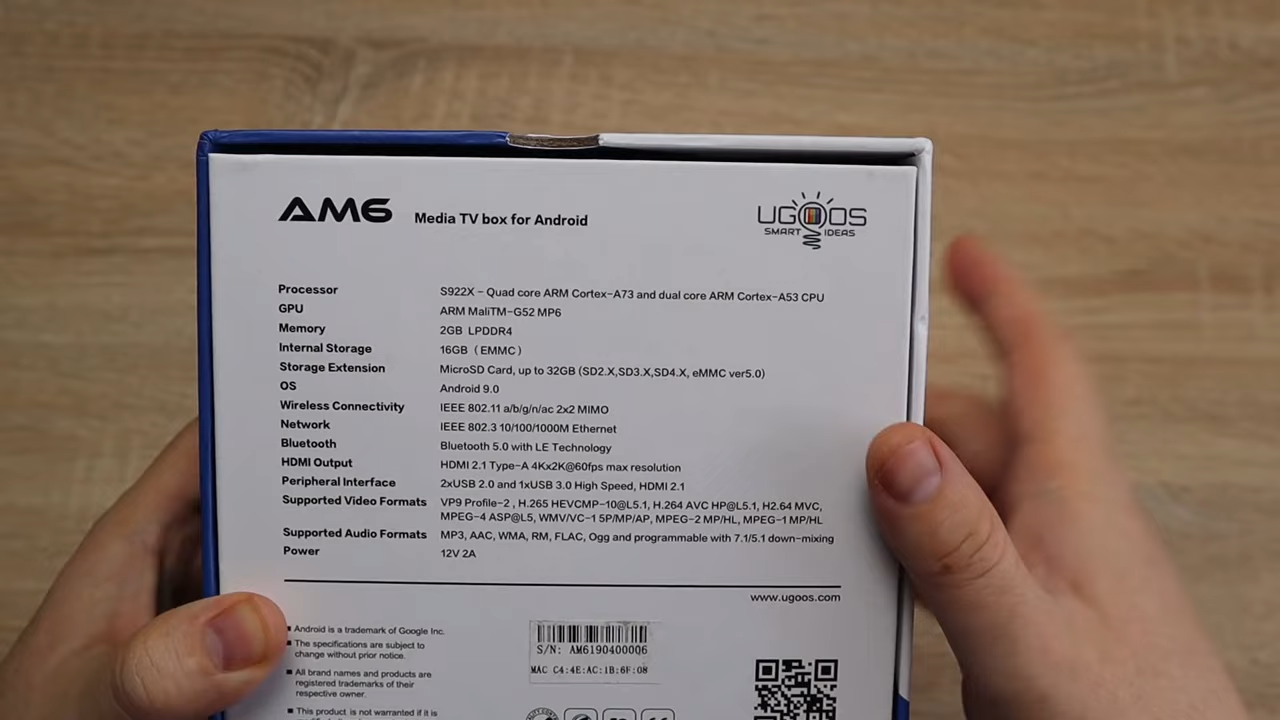 AM6 Media TV box for Android
UGOOS
SMART IDEAS
Processor S922X - Quad core ARM Cortex-A73 and dual core ARM Cortex-A53 CPU
GPU ARM MaliTM-G52 MP6
Memory 2GB LPDDR4
Internal Storage 16GB (EMMC)
Storage Extension MicroSD Card, up to 32GB (SD2.X,SD3.X,SD4.X, eMMC ver5.0)
OS Android 9.0
Wireless Connectivity IEEE 802.11 a/b/g/n/ac 2x2 MIMO
Network IEEE 802.3 10/100/1000M Ethernet
Bluetooth Bluetooth 5.0 with LE Technology
HDMI Output HDMI 2.1 Type-A 4Kx2K@60fps max resolution
Peripheral Interface 2xUSB 2.0 and 1xUSB 3.0 High Speed, HDMI 2.1
Supported Video Formats VP9 Profile-2 , H.265 HEVCMP-10@L5.1, H.264 AVC HP@L5.1, H2.64 MVC,
MPEG-4 ASP@L5, WMV/VC-1 5P/MP/AP, MPEG-2 MP/HL, MPEG-1 MP/HL
Supported Audio Formats MP3, AAC, WMA, RM, FLAC, Ogg and programmable with 7.1/5.1 down-mixing
Power 12V 2A
www.ugoos.com
■ Android is a trademark of Google Inc.
■ The specifications are subject to
change without prior notice.
■ All brand names and products are
registered trademarks of their
respective owner.
■ This product is not warranted if it is
S/N: AM6190400006
MAC C4:4E:AC:1B:6F:08